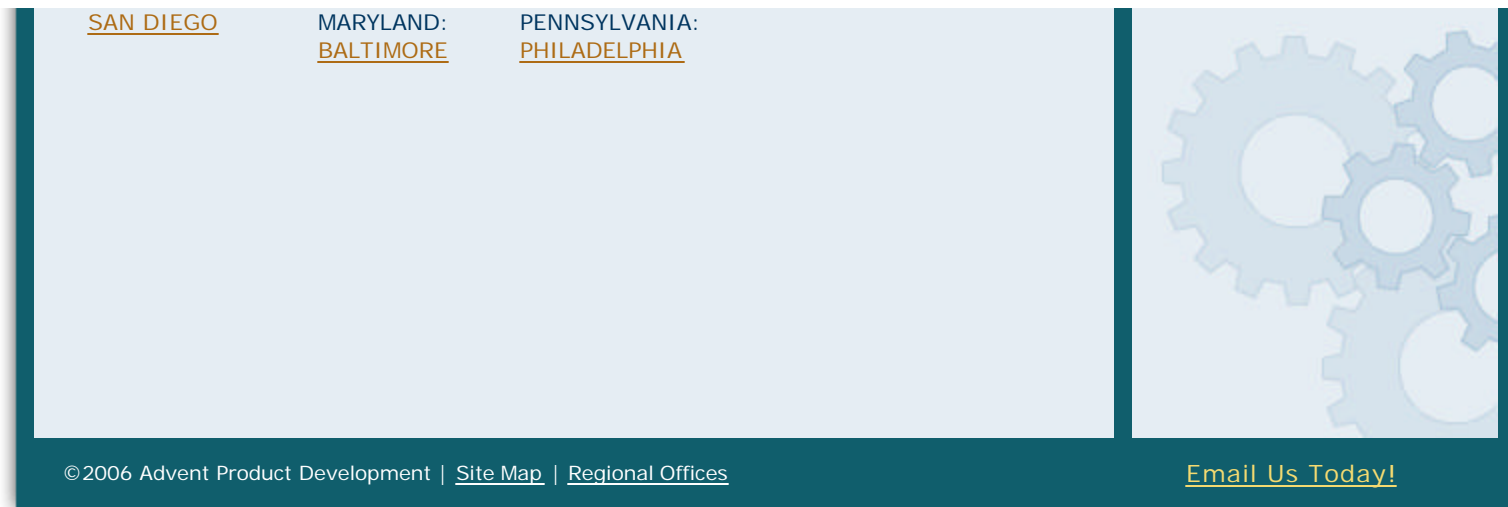 SAN DIEGO
MARYLAND:
BALTIMORE
PENNSYLVANIA:
PHILADELPHIA
©2006 Advent Product Development | Site Map | Regional Offices
Email Us Today!